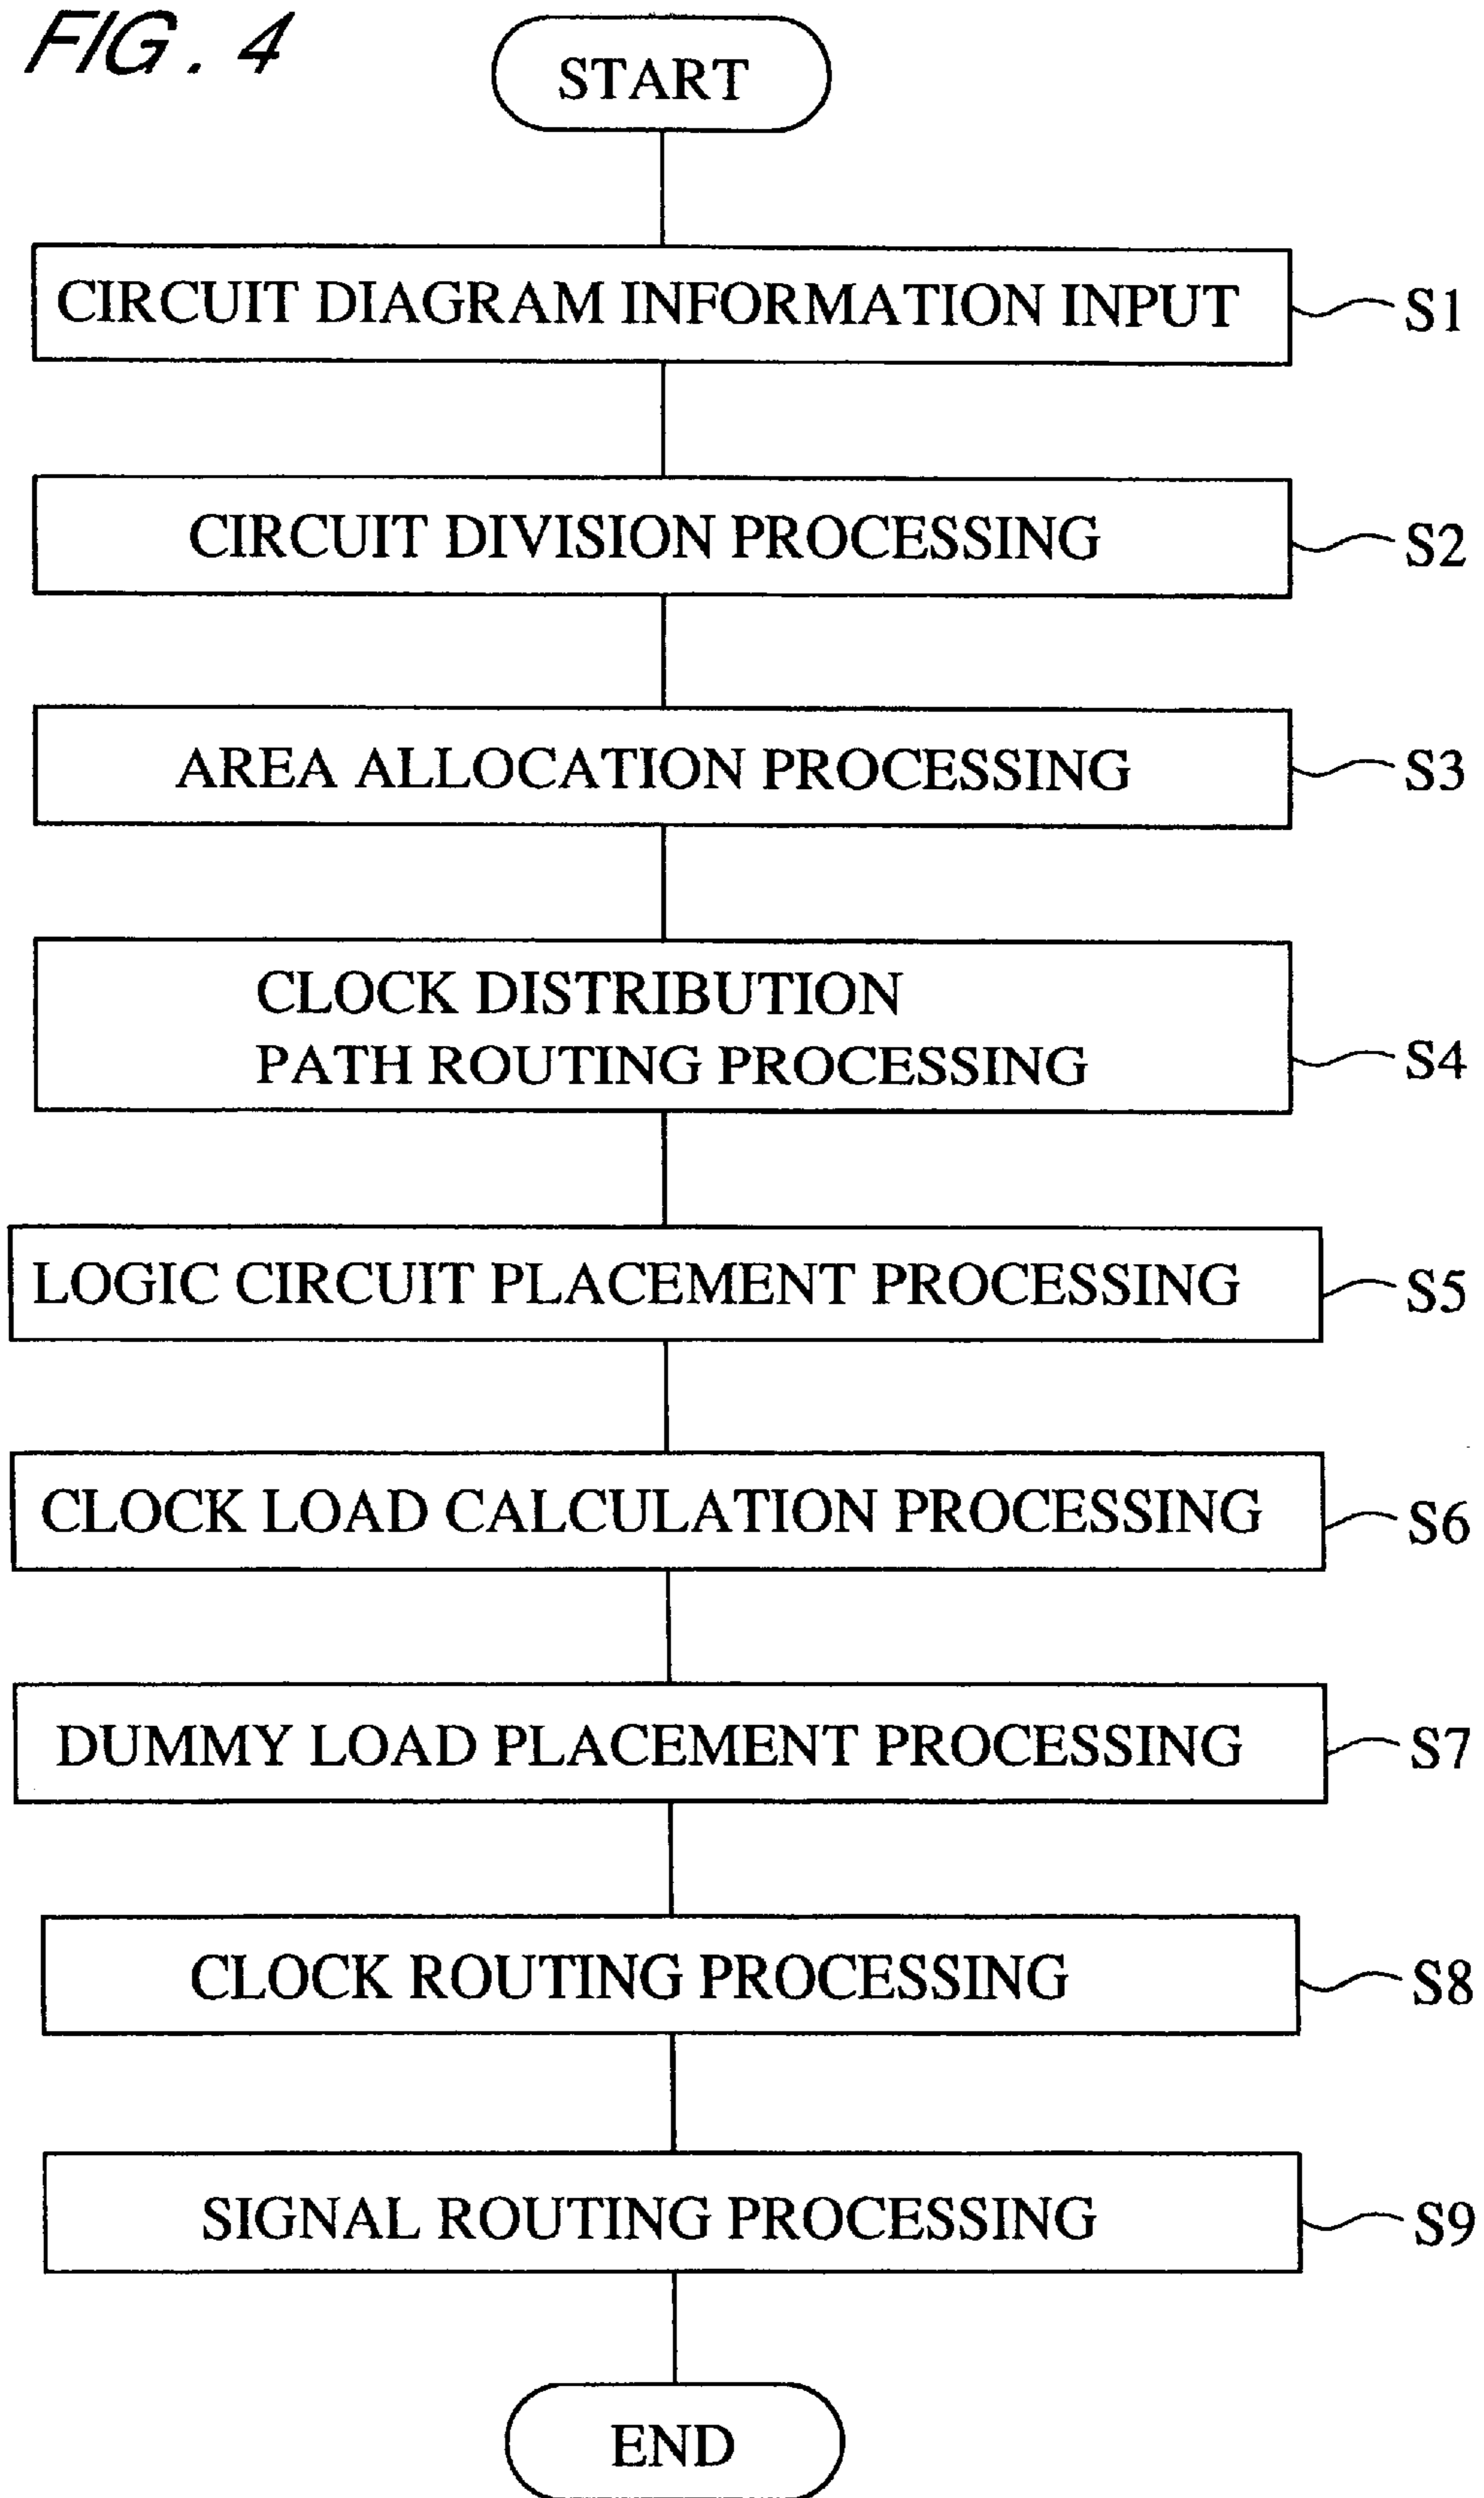 FIG. 4
START
CIRCUIT DIAGRAM INFORMATION INPUT
S1
CIRCUIT DIVISION PROCESSING
S2
AREA ALLOCATION PROCESSING
S3
CLOCK DISTRIBUTION
PATH ROUTING PROCESSING
S4
LOGIC CIRCUIT PLACEMENT PROCESSING
S5
CLOCK LOAD CALCULATION PROCESSING
S6
DUMMY LOAD PLACEMENT PROCESSING
S7
CLOCK ROUTING PROCESSING
S8
SIGNAL ROUTING PROCESSING
S9
END